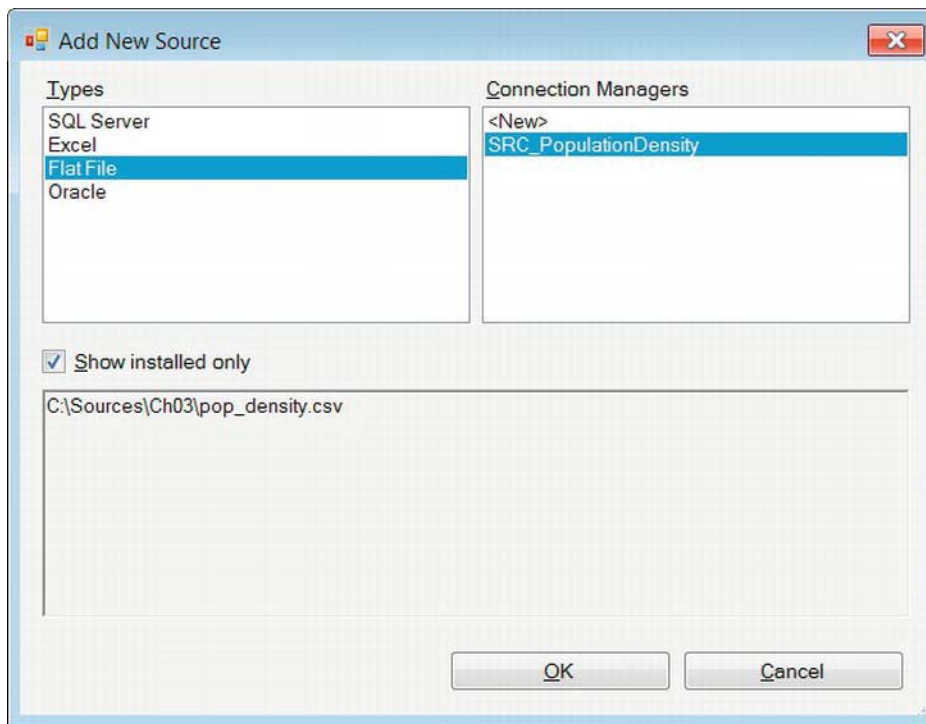 Add New Source
Types
SQL Server
Excel
Flat File
Oracle
Connection Managers
<New>
SRC_PopulationDensity
Show installed only
C:\Sources\Ch03\pop_density.csv
OK
Cancel